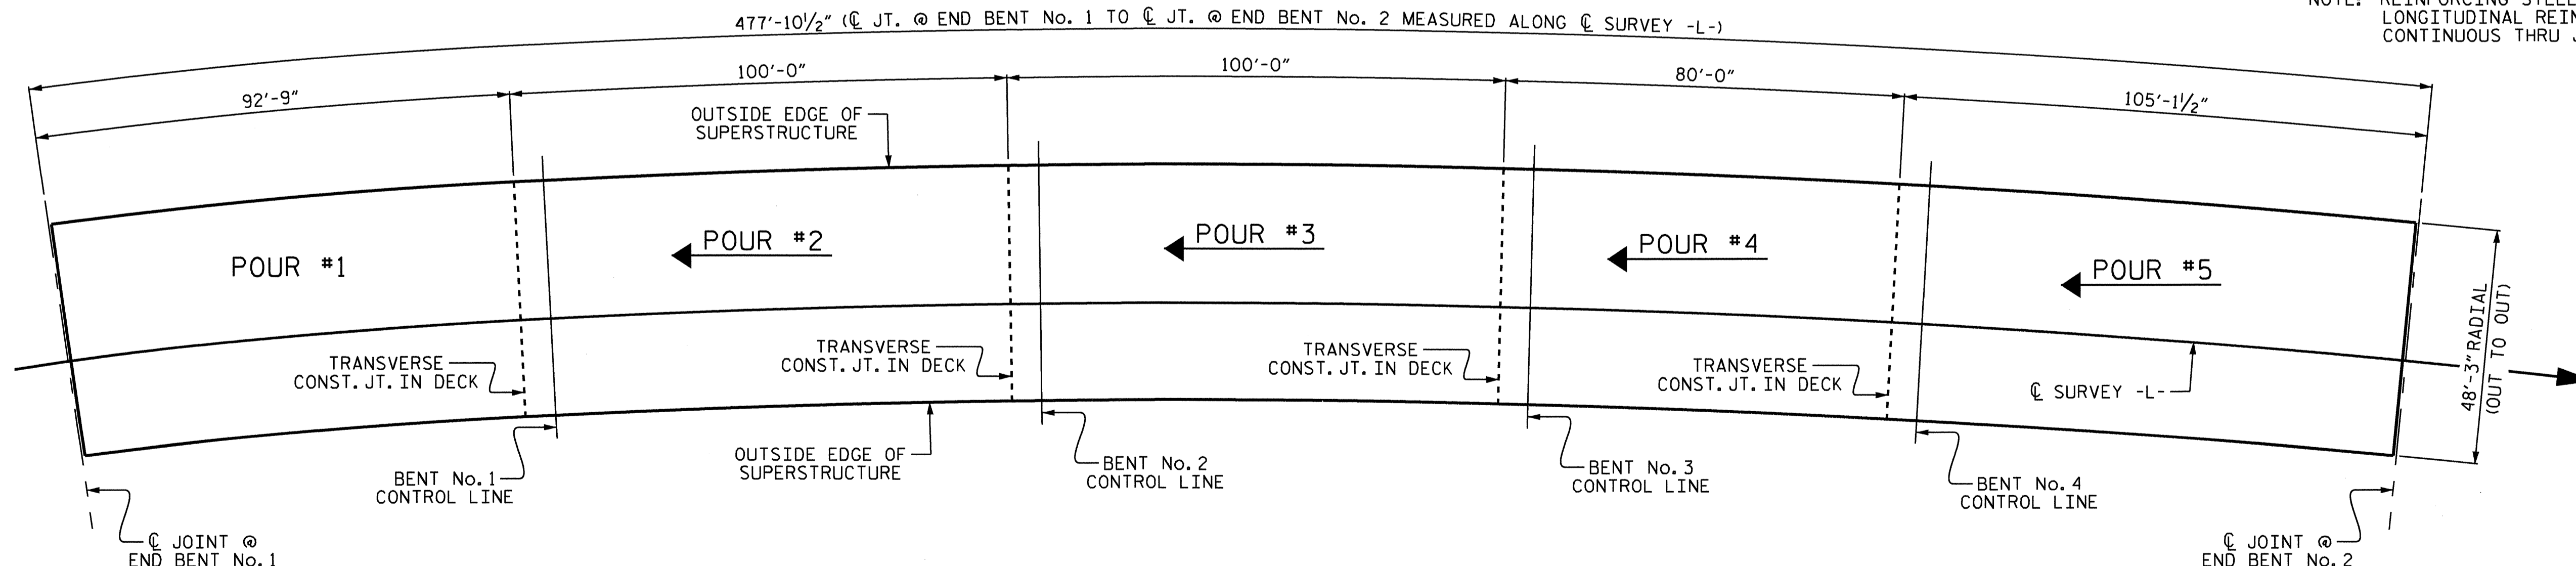 477'-10½" (℄ JT. @ END BENT No. 1 TO ℄ JT. @ END BENT No. 2 MEASURED ALONG ℄ SURVEY -L-)
NOTE: REINFORCING STEEL
LONGITUDINAL
CONTINUOUS THRU
92'-9"
100'-0"
100'-0"
80'-0"
105'-1½"
OUTSIDE EDGE OF
SUPERSTRUCTURE
POUR #1
POUR #2
POUR #3
POUR #4
POUR #5
48'-3" RADIAL
(OUT TO OUT)
TRANSVERSE
CONST. JT. IN DECK
TRANSVERSE
CONST. JT. IN DECK
TRANSVERSE
CONST. JT. IN DECK
TRANSVERSE
CONST. JT. IN DECK
℄ SURVEY -L-
BENT No. 1
CONTROL LINE
OUTSIDE EDGE OF
SUPERSTRUCTURE
BENT No. 2
CONTROL LINE
BENT No. 3
CONTROL LINE
BENT No. 4
CONTROL LINE
℄ JOINT @
END BENT No. 1
℄ JOINT @
END BENT No. 2